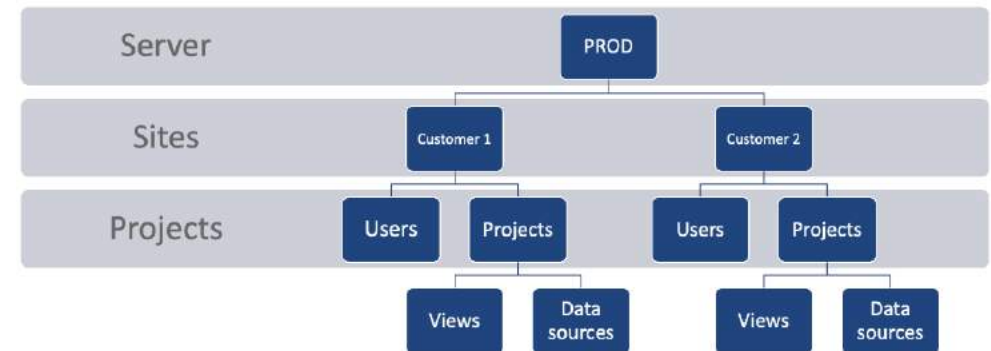 Server
PROD
Sites
Customer 1
Customer 2
Projects
Users
Projects
Users
Projects
Views
Data
sources
Views
Data
sources